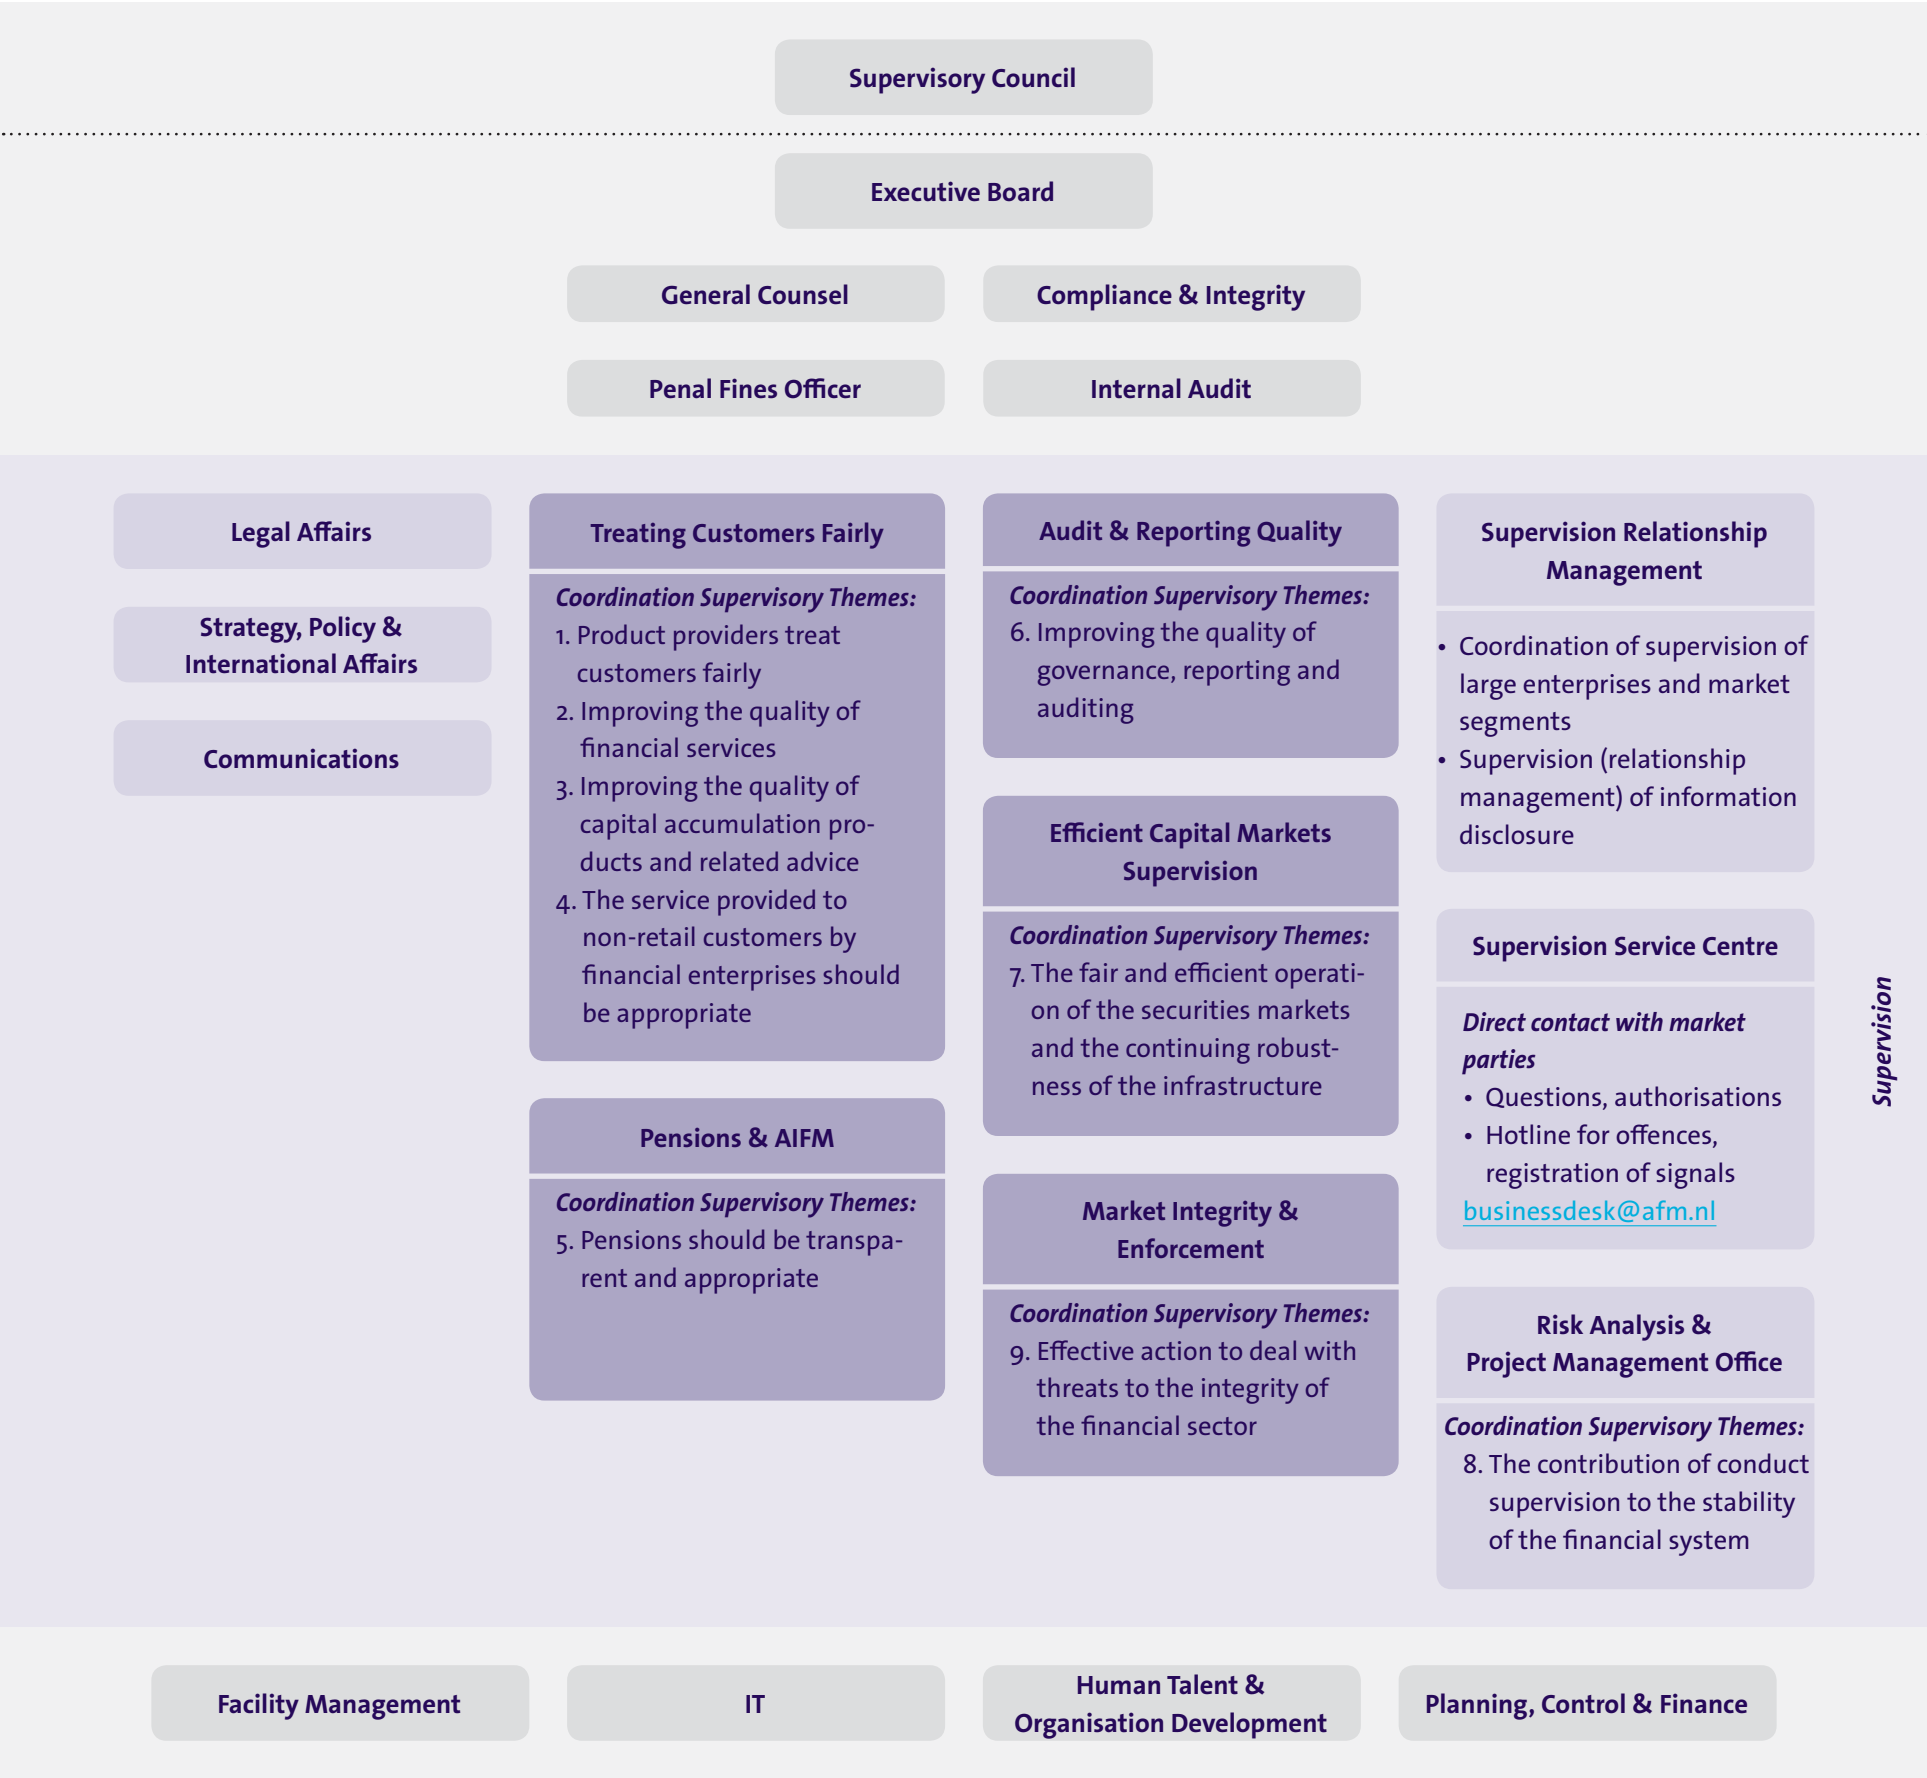 Supervisory Council
Executive Board
General Counsel
Compliance & Integrity
Penal Fines Officer
Internal Audit
Legal Affairs
Strategy, Policy &
International Affairs
Communications
Treating Customers Fairly
Coordination Supervisory Themes:
1. Product providers treat
customers fairly
2. Improving the quality of
financial services
3. Improving the quality of
capital accumulation pro-
ducts and related advice
4. The service provided to
non-retail customers by
financial enterprises should
be appropriate
Pensions & AIFM
Coordination Supervisory Themes:
5. Pensions should be transpa-
rent and appropriate
Audit & Reporting Quality
Coordination Supervisory Themes:
6. Improving the quality of
governance, reporting and
auditing
Efficient Capital Markets
Supervision
Coordination Supervisory Themes:
7. The fair and efficient operati-
on of the securities markets
and the continuing robust-
ness of the infrastructure
Market Integrity &
Enforcement
Coordination Supervisory Themes:
9. Effective action to deal with
threats to the integrity of
the financial sector
Supervision Relationship
Management
• Coordination of supervision of
large enterprises and market
segments
• Supervision (relationship
management) of information
disclosure
Supervision Service Centre
Direct contact with market
parties
• Questions, authorisations
• Hotline for offences,
registration of signals
businessdesk@afm.nl
Risk Analysis &
Project Management Office
Coordination Supervisory Themes:
8. The contribution of conduct
supervision to the stability
of the financial system
Supervision
Facility Management
IT
Human Talent &
Organisation Development
Planning, Control & Finance